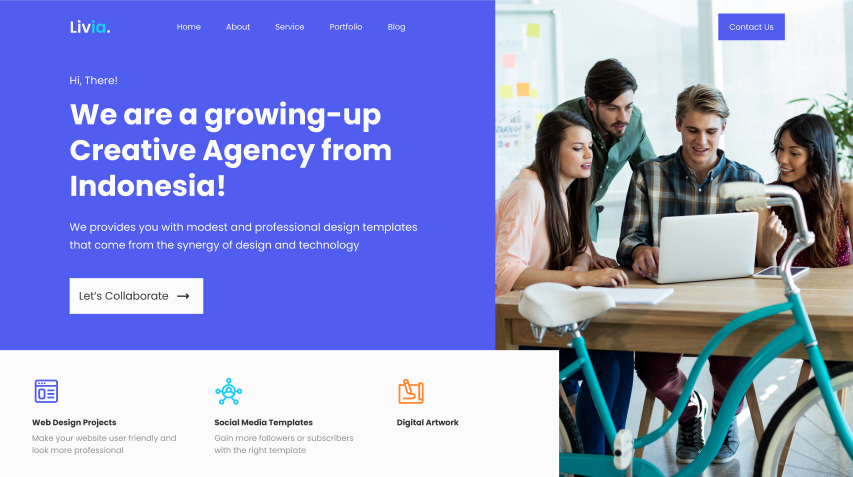 Livia.
Home
About
Service
Portfolio
Blog
Contact Us
Hi, There!
We are a growing-up
Creative Agency from
Indonesia!
We provides you with modest and professional design templates
that come from the synergy of design and technology
Let's Collaborate
Web Design Projects
Make your website user friendly and
look more professional
Social Media Templates
Gain more followers or subscribers
with the right template
Digital Artwork